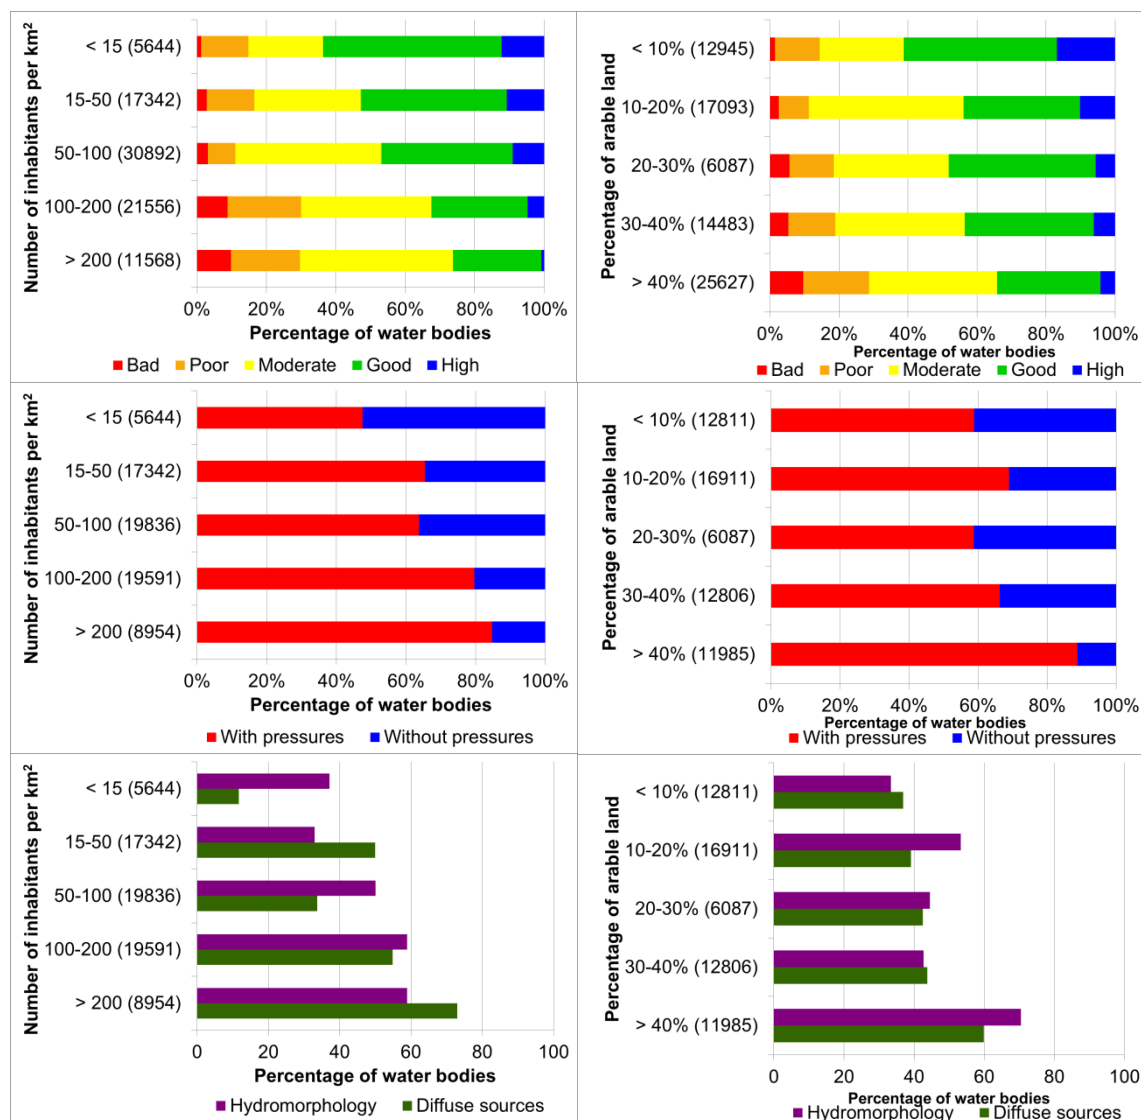 Number of inhabitants per km²
< 15 (5644)
15-50 (17342)
50-100 (30892)
100-200 (21556)
> 200 (11568)
0% 20% 40% 60% 80% 100%
Percentage of water bodies
Bad Poor Moderate Good High
Percentage of arable land
< 10% (12945)
10-20% (17093)
20-30% (6087)
30-40% (14483)
> 40% (25627)
0% 20% 40% 60% 80% 100%
Percentage of water bodies
Bad Poor Moderate Good High
Number of inhabitants per km²
< 15 (5644)
15-50 (17342)
50-100 (19836)
100-200 (19591)
> 200 (8954)
0% 20% 40% 60% 80% 100%
Percentage of water bodies
With pressures Without pressures
Percentage of arable land
< 10% (12811)
10-20% (16911)
20-30% (6087)
30-40% (12806)
> 40% (11985)
0% 20% 40% 60% 80% 100%
Percentage of water bodies
With pressures Without pressures
Number of inhabitants per km²
< 15 (5644)
15-50 (17342)
50-100 (19836)
100-200 (19591)
> 200 (8954)
0 20 40 60 80 100
Percentage of water bodies
Hydromorphology Diffuse sources
Percentage of arable land
< 10% (12811)
10-20% (16911)
20-30% (6087)
30-40% (12806)
> 40% (11985)
0 20 40 60 80 100
Percentage of water bodies
Hydromorphology Diffuse sources